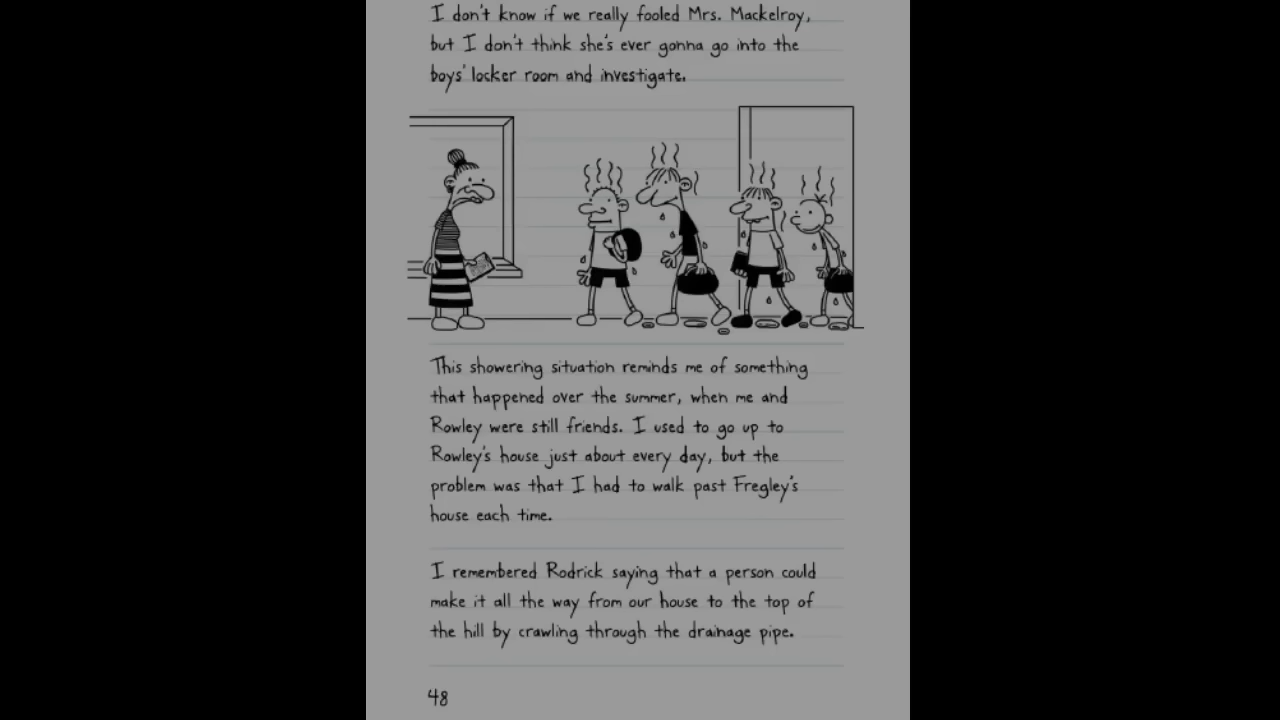 I don't know if we really fooled Mrs. Mackelroy,
but I don't think she's ever gonna go into the
boys' locker room and investigate.
This showering situation reminds me of something
that happened over the summer, when me and
Rowley were still friends. I used to go up to
Rowley's house just about every day, but the
problem was that I had to walk past Fregley's
house each time.
I remembered Rodrick saying that a person could
make it all the way from our house to the top of
the hill by crawling through the drainage pipe.
48